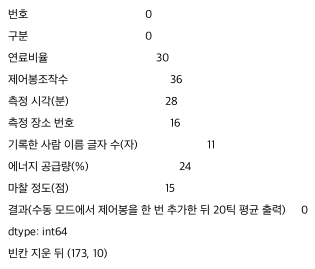 번호 0
구분 0
연료비율 30
제어봉조작수 36
측정 시각(분) 28
측정 장소 번호 16
기록한 사람 이름 글자 수(자) 11
에너지 공급량(%) 24
마찰 정도(점) 15
결과(수동 모드에서 제어봉을 한 번 추가한 뒤 20틱 평균 출력) 0
dtype: int64
빈칸 지운 뒤 (173, 10)